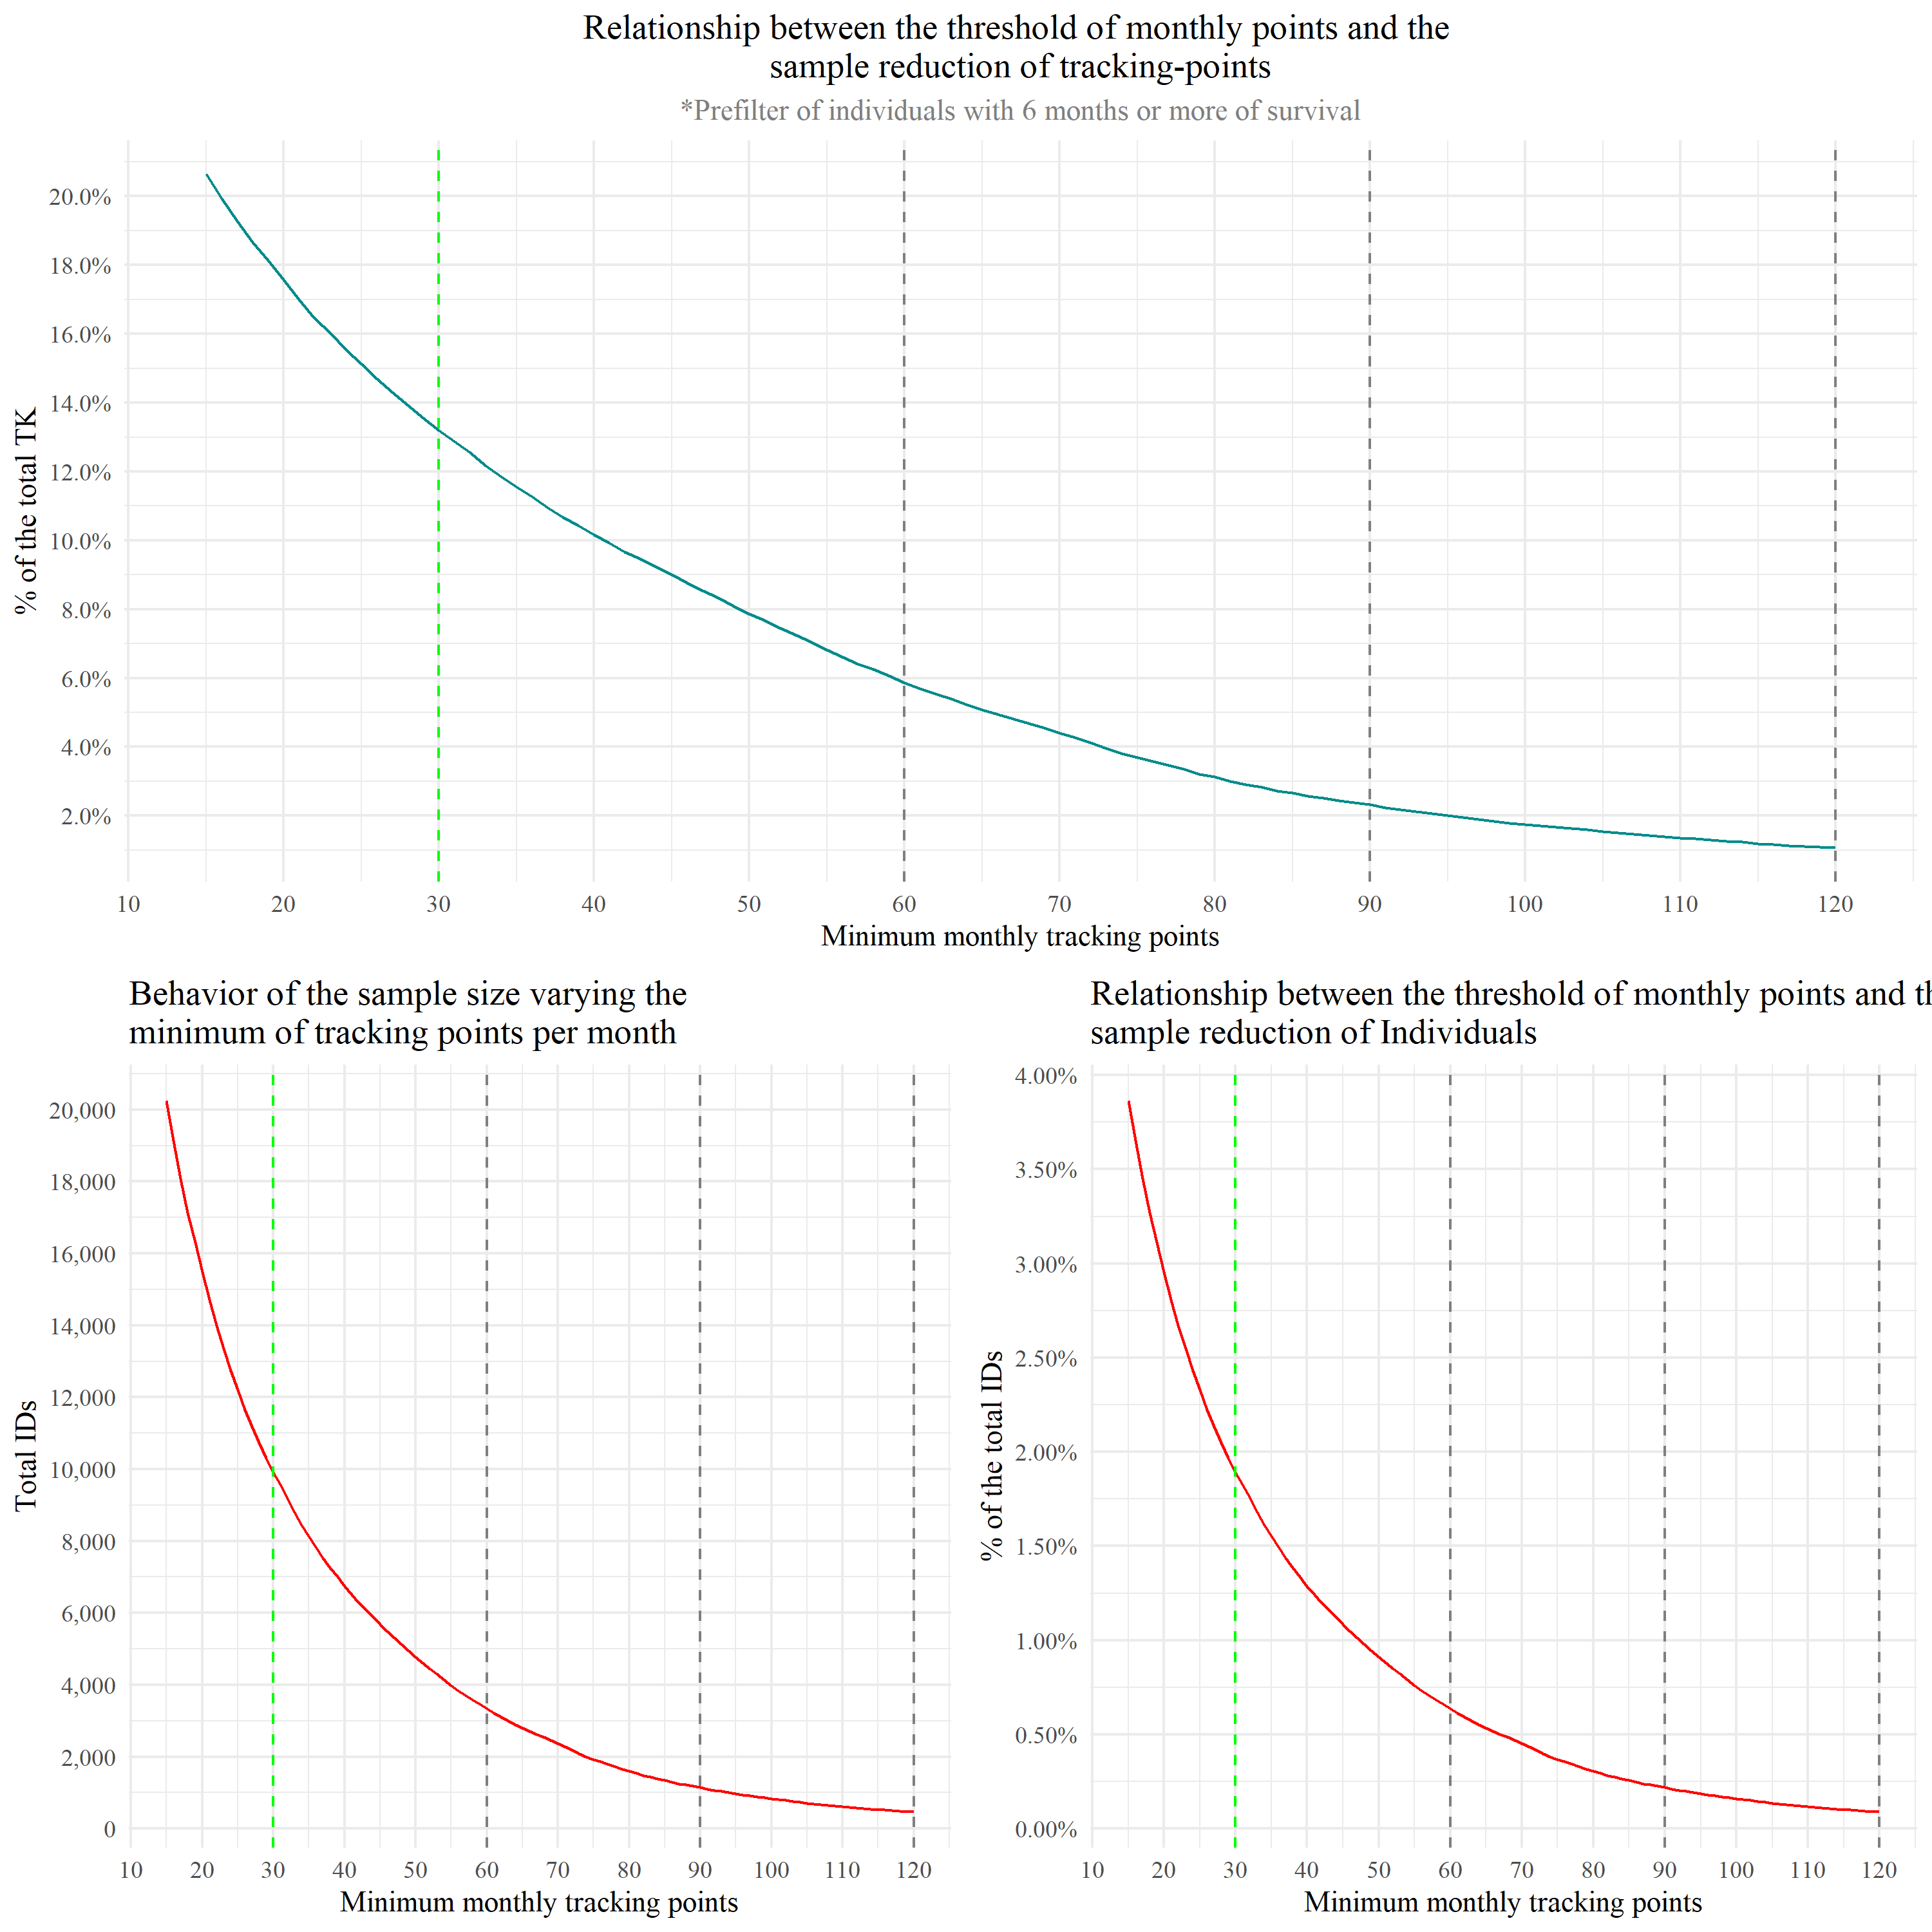 Relationship between the threshold of monthly points and the
sample reduction of tracking-points
*Prefilter of individuals with 6 months or more of survival
% of the total TK
20.0%
18.0%
16.0%
14.0%
12.0%
10.0%
8.0%
6.0%
4.0%
2.0%
10 20 30 40 50 60 70 80 90 100 110 120
Minimum monthly tracking points
Behavior of the sample size varying the
minimum of tracking points per month
Total IDs
20,000
18,000
16,000
14,000
12,000
10,000
8,000
6,000
4,000
2,000
0
10 20 30 40 50 60 70 80 90 100 110 120
Minimum monthly tracking points
Relationship between the threshold of monthly points and th
sample reduction of Individuals
% of the total IDs
4.00%
3.50%
3.00%
2.50%
2.00%
1.50%
1.00%
0.50%
0.00%
10 20 30 40 50 60 70 80 90 100 110 120
Minimum monthly tracking points